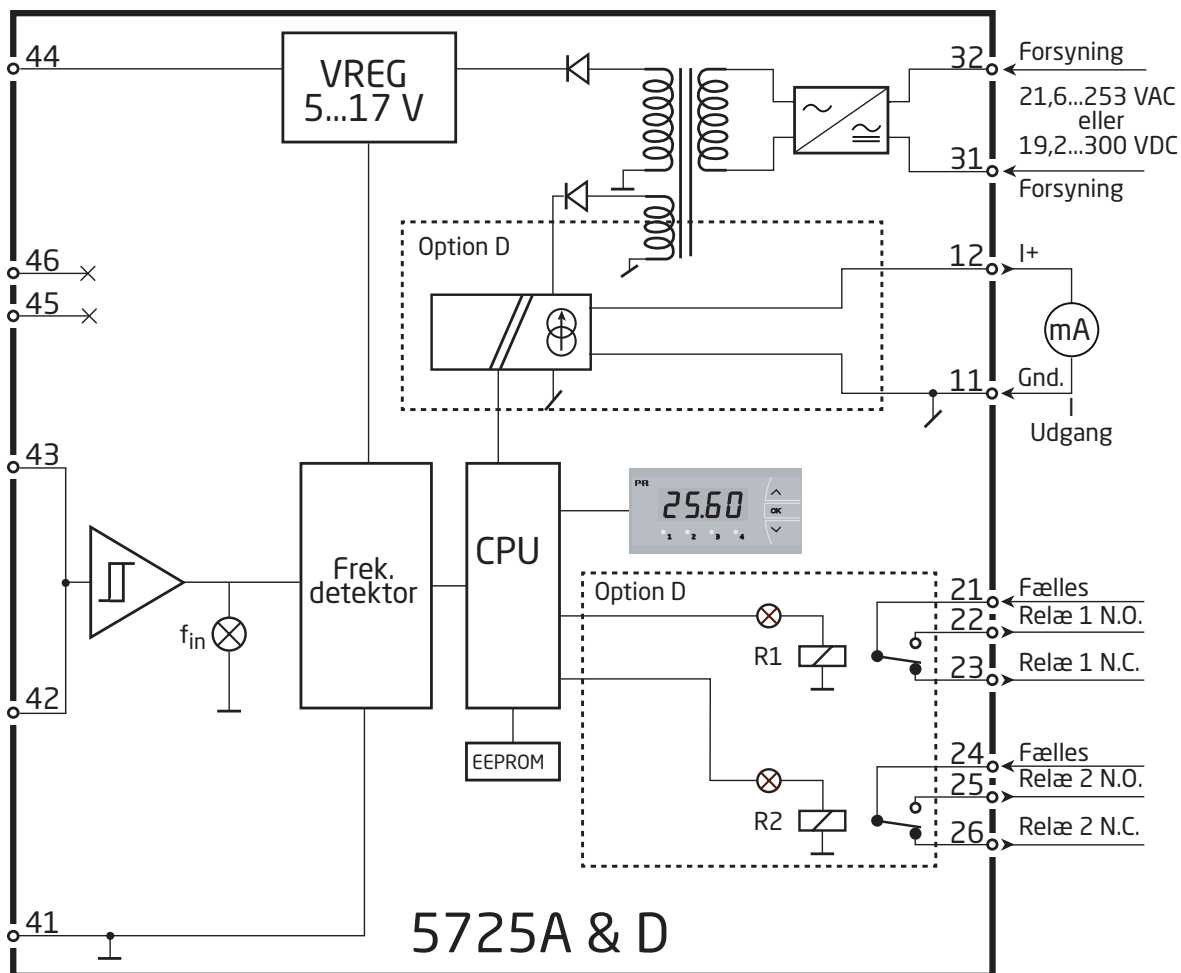 44
VREG
5...17 V
32
Forsyning
21,6...253 VAC
eller
19,2...300 VDC
31
Forsyning
46
45
Option D
12
I+
mA
11
Gnd.
I
Udgang
43
PR
25.60
OK
1 2 3 4
Frek.
detektor
CPU
fin
42
EEPROM
Option D
R1
21
Fælles
22
Relæ 1 N.O.
23
Relæ 1 N.C.
R2
24
Fælles
25
Relæ 2 N.O.
26
Relæ 2 N.C.
41
5725A & D